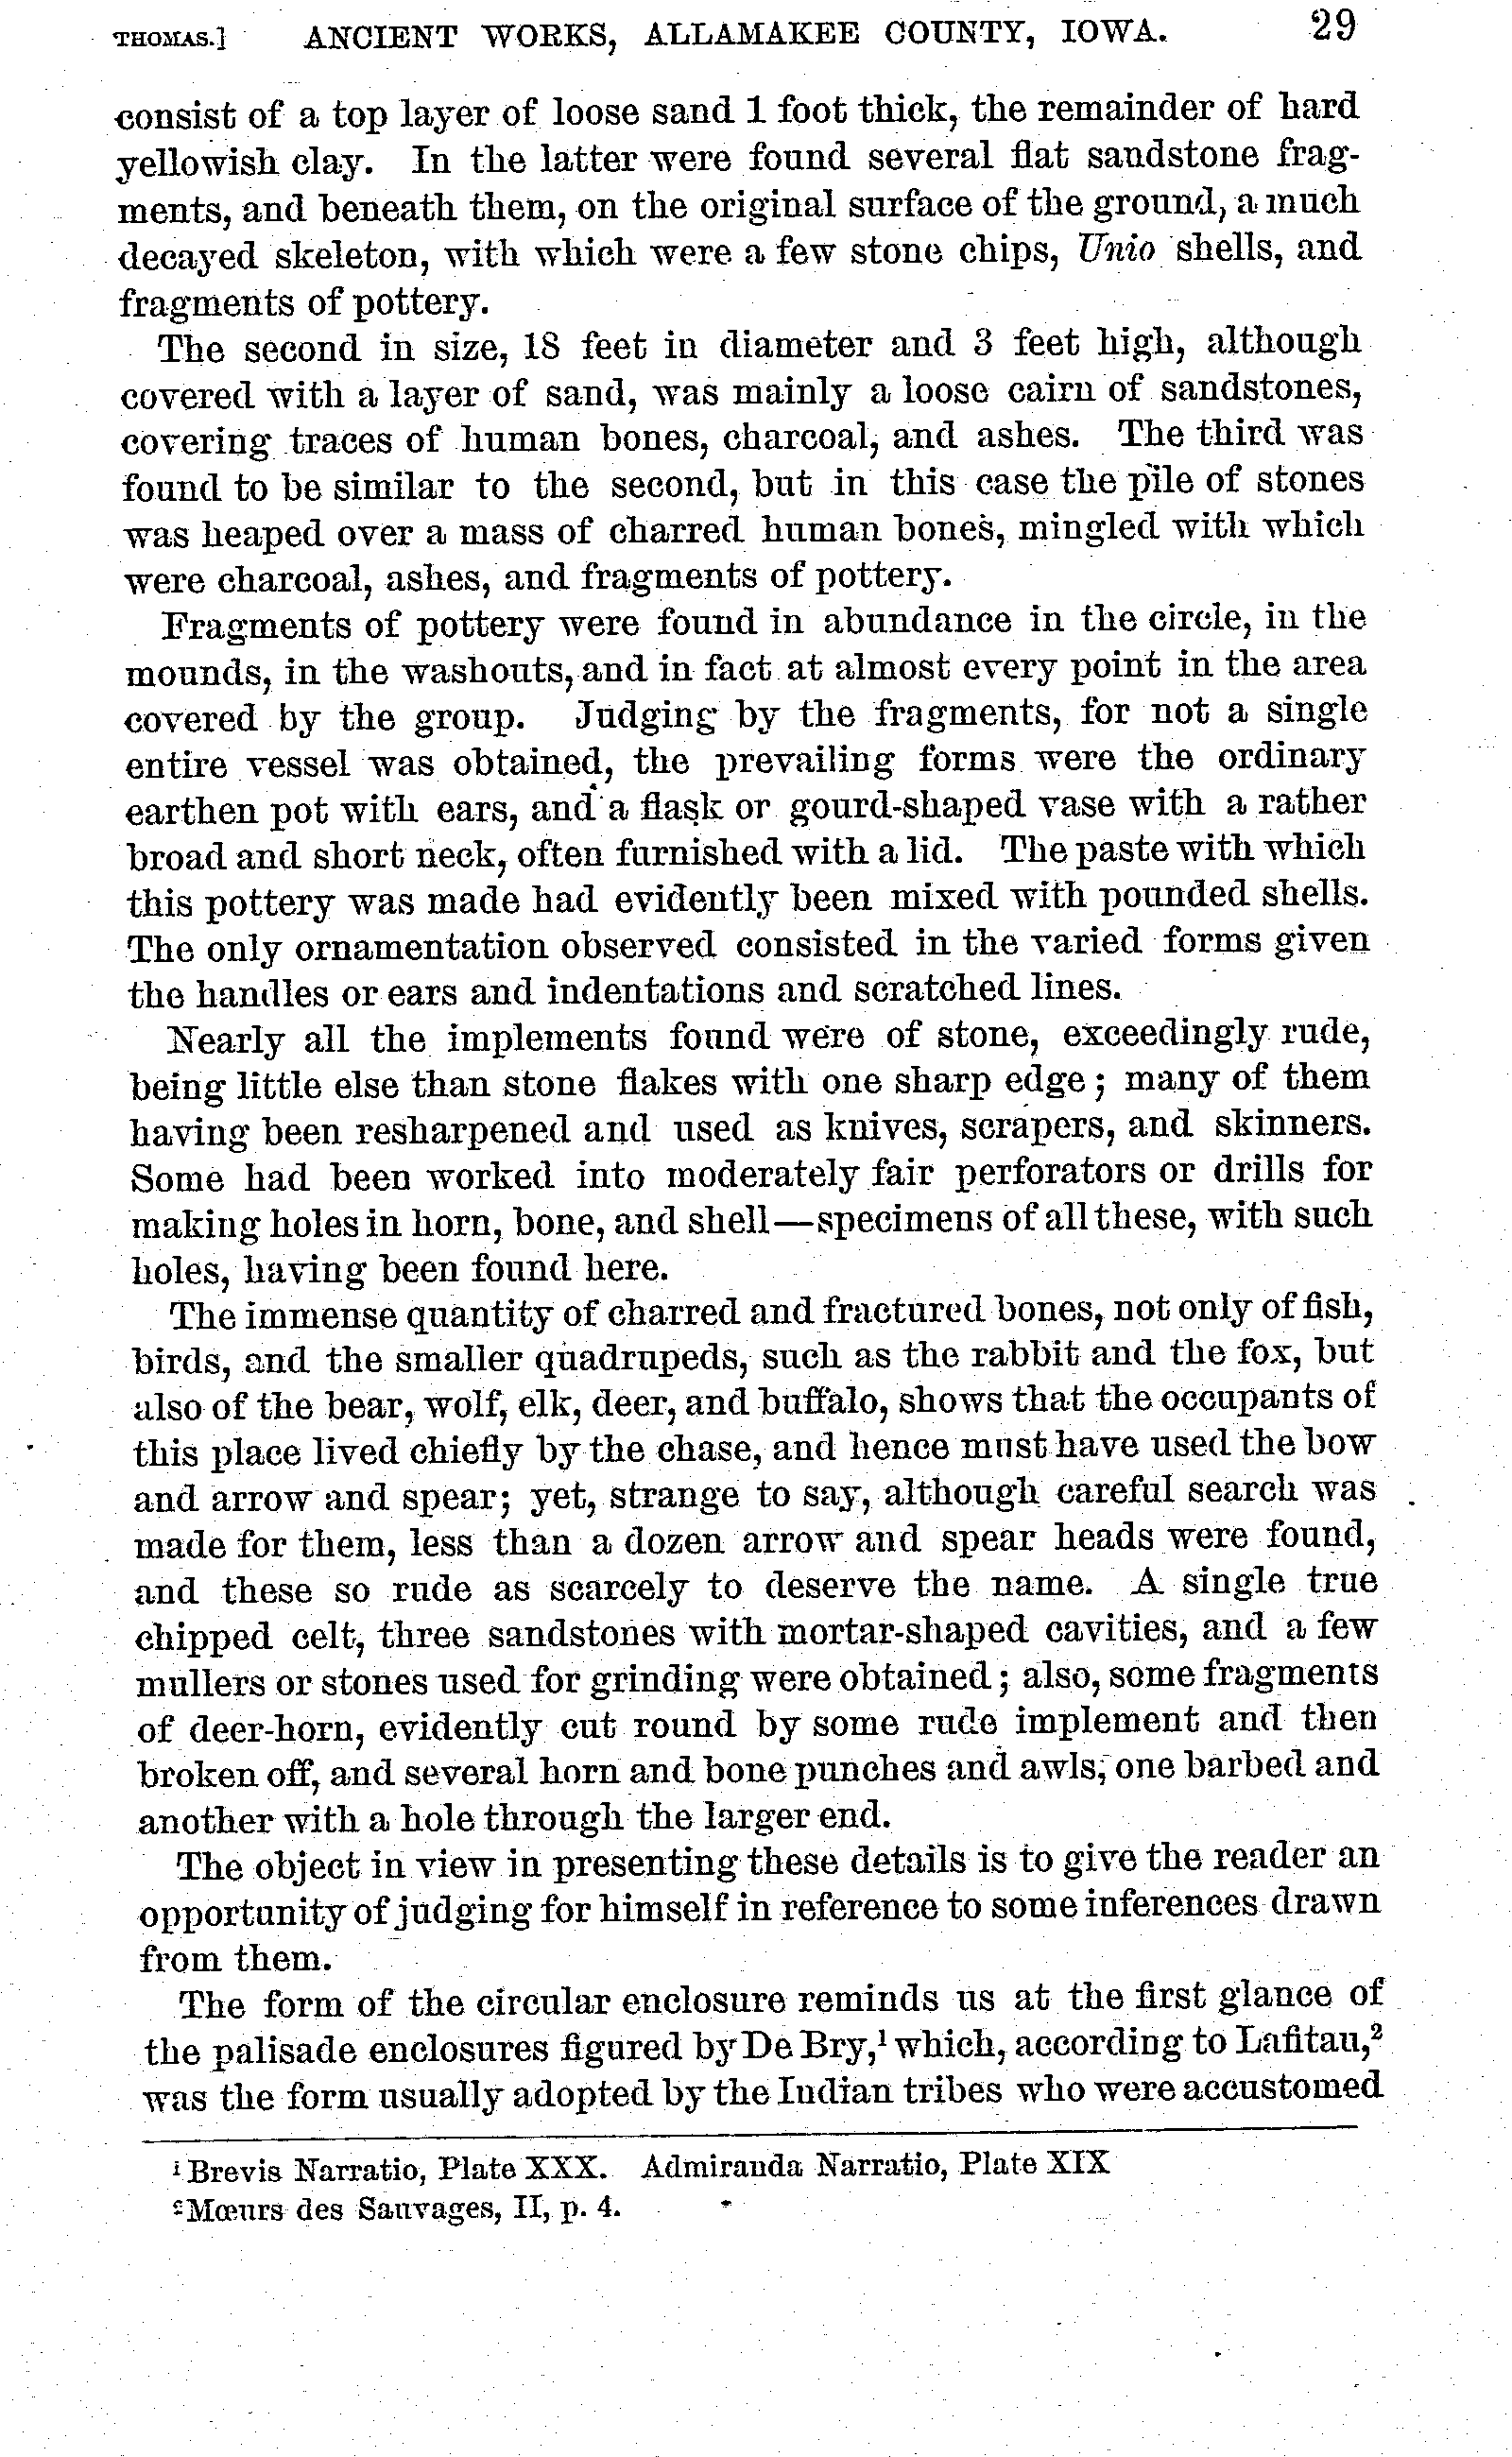 THOMAS.] ANCIENT WORKS, ALLAMAKEE COUNTY, IOWA. 29
consist of a top layer of loose sand 1 foot thick, the remainder of hard
yellowish clay. In the latter were found several flat sandstone frag-
ments, and beneath them, on the original surface of the ground, a much
decayed skeleton, with which were a few stone chips, Unio shells, and
fragments of pottery.
The second in size, 18 feet in diameter and 3 feet high, although
covered with a layer of sand, was mainly a loose cairn of sandstones,
covering traces of human bones, charcoal, and ashes. The third was
found to be similar to the second, but in this case the pile of stones
was heaped over a mass of charred human bones, mingled with which
were charcoal, ashes, and fragments of pottery.
Fragments of pottery were found in abundance in the circle, in the
mounds, in the washouts, and in fact at almost every point in the area
covered by the group. Judging by the fragments, for not a single
entire vessel was obtained, the prevailing forms were the ordinary
earthen pot with ears, and a flask or gourd-shaped vase with a rather
broad and short neck, often furnished with a lid. The paste with which
this pottery was made had evidently been mixed with pounded shells.
The only ornamentation observed consisted in the varied forms given
the handles or ears and indentations and scratched lines.
Nearly all the implements found were of stone, exceedingly rude,
being little else than stone flakes with one sharp edge; many of them
having been resharpened and used as knives, scrapers, and skinners.
Some had been worked into moderately fair perforators or drills for
making holes in horn, bone, and shell—specimens of all these, with such
holes, having been found here.
The immense quantity of charred and fractured bones, not only of fish,
birds, and the smaller quadrupeds, such as the rabbit and the fox, but
also of the bear, wolf, elk, deer, and buffalo, shows that the occupants of
this place lived chiefly by the chase, and hence must have used the bow
and arrow and spear; yet, strange to say, although careful search was
made for them, less than a dozen arrow and spear heads were found,
and these so rude as scarcely to deserve the name. A single true
chipped celt, three sandstones with mortar-shaped cavities, and a few
mullers or stones used for grinding were obtained; also, some fragments
of deer-horn, evidently cut round by some rude implement and then
broken off, and several horn and bone punches and awls, one barbed and
another with a hole through the larger end.
The object in view in presenting these details is to give the reader an
opportunity of judging for himself in reference to some inferences drawn
from them.
The form of the circular enclosure reminds us at the first glance of
the palisade enclosures figured by De Bry,¹ which, according to Lafitau,²
was the form usually adopted by the Indian tribes who were accustomed
¹ Brevis Narratio, Plate XXX. Admiranda Narratio, Plate XIX
² Mœurs des Sauvages, II, p. 4.